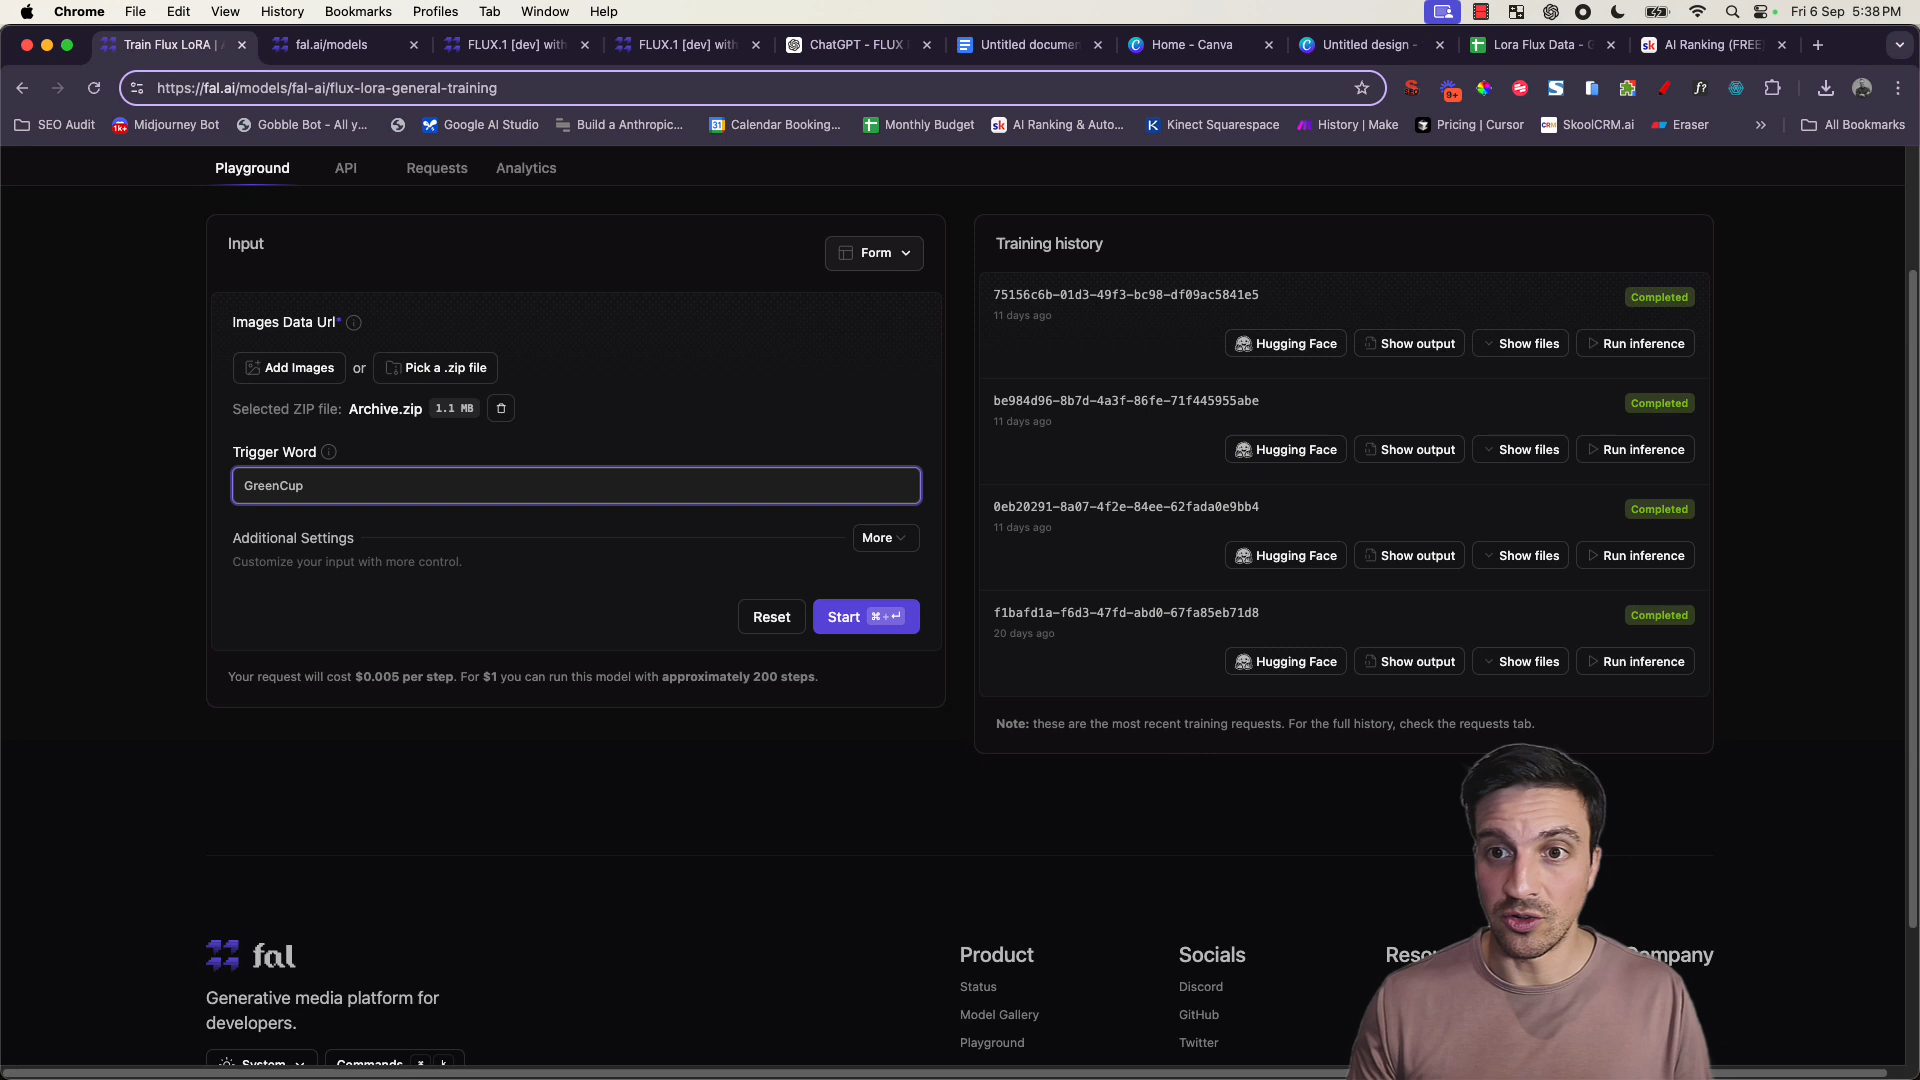 Chrome File Edit View History Bookmarks Profiles Tab Window Help Fri 6 Sep 5:38 PM
Train Flux LoRA | fal.ai/models FLUX.1 [dev] with FLUX.1 [dev] with ChatGPT - FLUX Untitled documen Home - Canva Untitled design - Lora Flux Data - G AI Ranking (FREE)
https://fal.ai/models/fal-ai/flux-lora-general-training 9+ f?
SEO Audit Midjourney Bot Gobble Bot - All y... Google AI Studio Build a Anthropic... Calendar Booking... Monthly Budget AI Ranking & Auto... Kinect Squarespace History | Make Pricing | Cursor SkoolCRM.ai Eraser All Bookmarks
Playground API Requests Analytics
Input
Form
Images Data Url*
Add Images or Pick a .zip file
Selected ZIP file: Archive.zip 1.1 MB
Trigger Word
GreenCup
Additional Settings More
Customize your input with more control.
Reset Start ⌘+↵
Your request will cost $0.005 per step. For $1 you can run this model with approximately 200 steps.
Training history
75156c6b-01d3-49f3-bc98-df09ac5841e5 Completed
11 days ago
Hugging Face Show output Show files Run inference
be984d96-8b7d-4a3f-86fe-71f445955abe Completed
11 days ago
Hugging Face Show output Show files Run inference
0eb20291-8a07-4f2e-84ee-62fada0e9bb4 Completed
11 days ago
Hugging Face Show output Show files Run inference
f1bafd1a-f6d3-47fd-abd0-67fa85eb71d8 Completed
20 days ago
Hugging Face Show output Show files Run inference
Note: these are the most recent training requests. For the full history, check the requests tab.
fal
Generative media platform for
developers.
System Commands ⌘ k
Product
Status
Model Gallery
Playground
Socials
Discord
GitHub
Twitter